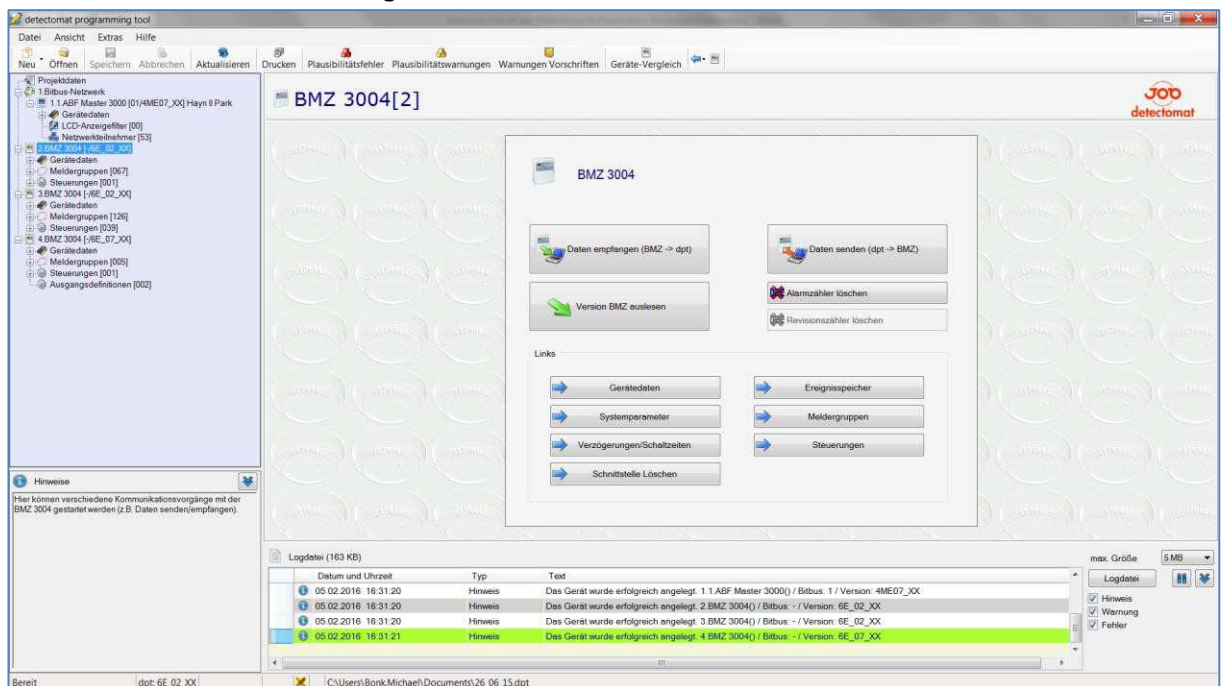 detectomat programming tool
Datei Ansicht Extras Hilfe
Neu Öffnen Speichern Abbrechen Aktualisieren Drucken Plausibilitätsfehler Plausibilitätswarnungen Warnungen Vorschriften Geräte-Vergleich
Projektdaten
1.Bitbus-Netzwerk
1.1.ABF Master 3000 [01/4ME07_XX] Hayn II Park
Gerätedaten
LCD-Anzeigefilter [00]
Netzwerkteilnehmer [53]
2.BMZ 3004 [-/6E_02_XX]
Gerätedaten
Meldergruppen [067]
Steuerungen [001]
3.BMZ 3004 [-/6E_02_XX]
Gerätedaten
Meldergruppen [126]
Steuerungen [039]
4.BMZ 3004 [-/6E_07_XX]
Gerätedaten
Meldergruppen [005]
Steuerungen [001]
Ausgangsdefinitionen [002]
Hinweise
Hier können verschiedene Kommunikationsvorgänge mit der
BMZ 3004 gestartet werden (z.B. Daten senden/empfangen).
BMZ 3004[2]
JOB
detectomat
BMZ 3004
Daten empfangen (BMZ -> dpt)
Daten senden (dpt -> BMZ)
Version BMZ auslesen
Alarmzähler löschen
Revisionszähler löschen
Links
Gerätedaten
Ereignisspeicher
Systemparameter
Meldergruppen
Verzögerungen/Schaltzeiten
Steuerungen
Schnittstelle Löschen
Logdatei (163 KB)
max. Größe 5 MB
Datum und Uhrzeit Typ Text
05.02.2016 16:31:20 Hinweis Das Gerät wurde erfolgreich angelegt. 1.1.ABF Master 3000() / Bitbus: 1 / Version: 4ME07_XX
05.02.2016 16:31:20 Hinweis Das Gerät wurde erfolgreich angelegt. 2.BMZ 3004() / Bitbus: - / Version: 6E_02_XX
05.02.2016 16:31:20 Hinweis Das Gerät wurde erfolgreich angelegt. 3.BMZ 3004() / Bitbus: - / Version: 6E_02_XX
05.02.2016 16:31:21 Hinweis Das Gerät wurde erfolgreich angelegt. 4.BMZ 3004() / Bitbus: - / Version: 6E_07_XX
Logdatei
Hinweis
Warnung
Fehler
Bereit dpt: 6E_02_XX C:\Users\Bonk.Michael\Documents\26_06_15.dpt